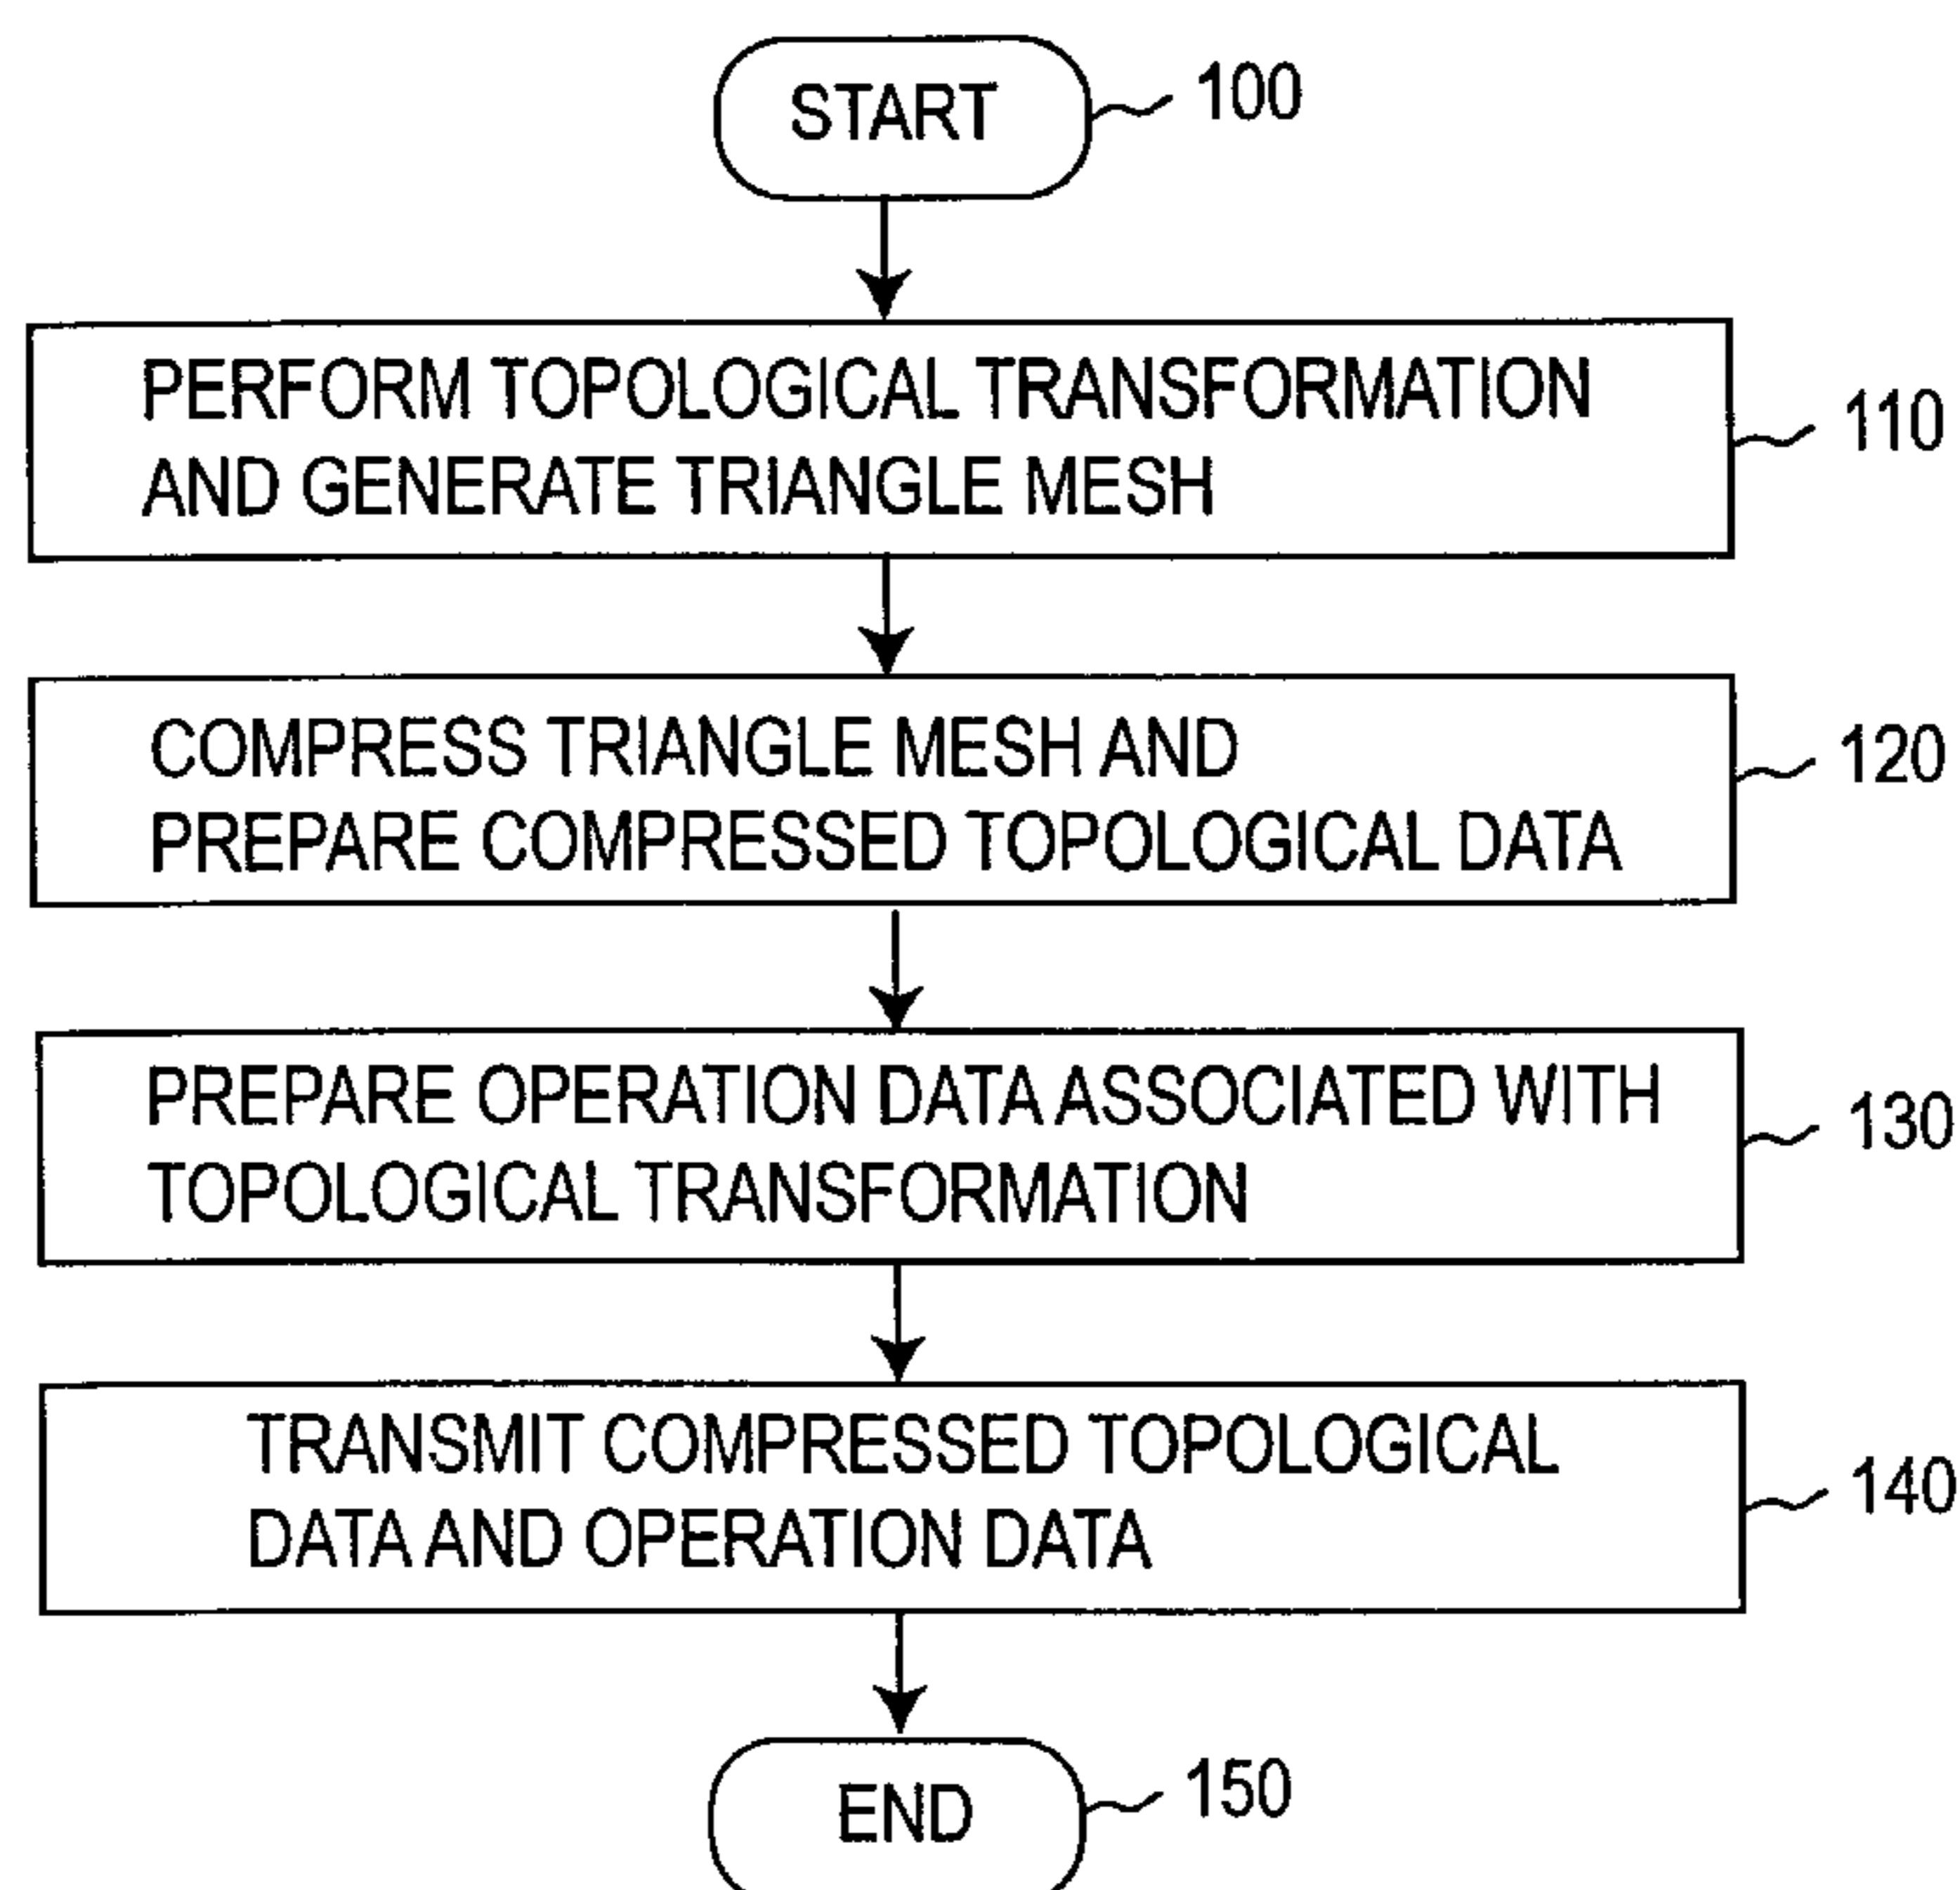 START
100
PERFORM TOPOLOGICAL TRANSFORMATION
AND GENERATE TRIANGLE MESH
110
COMPRESS TRIANGLE MESH AND
PREPARE COMPRESSED TOPOLOGICAL DATA
120
PREPARE OPERATION DATA ASSOCIATED WITH
TOPOLOGICAL TRANSFORMATION
130
TRANSMIT COMPRESSED TOPOLOGICAL
DATA AND OPERATION DATA
140
END
150